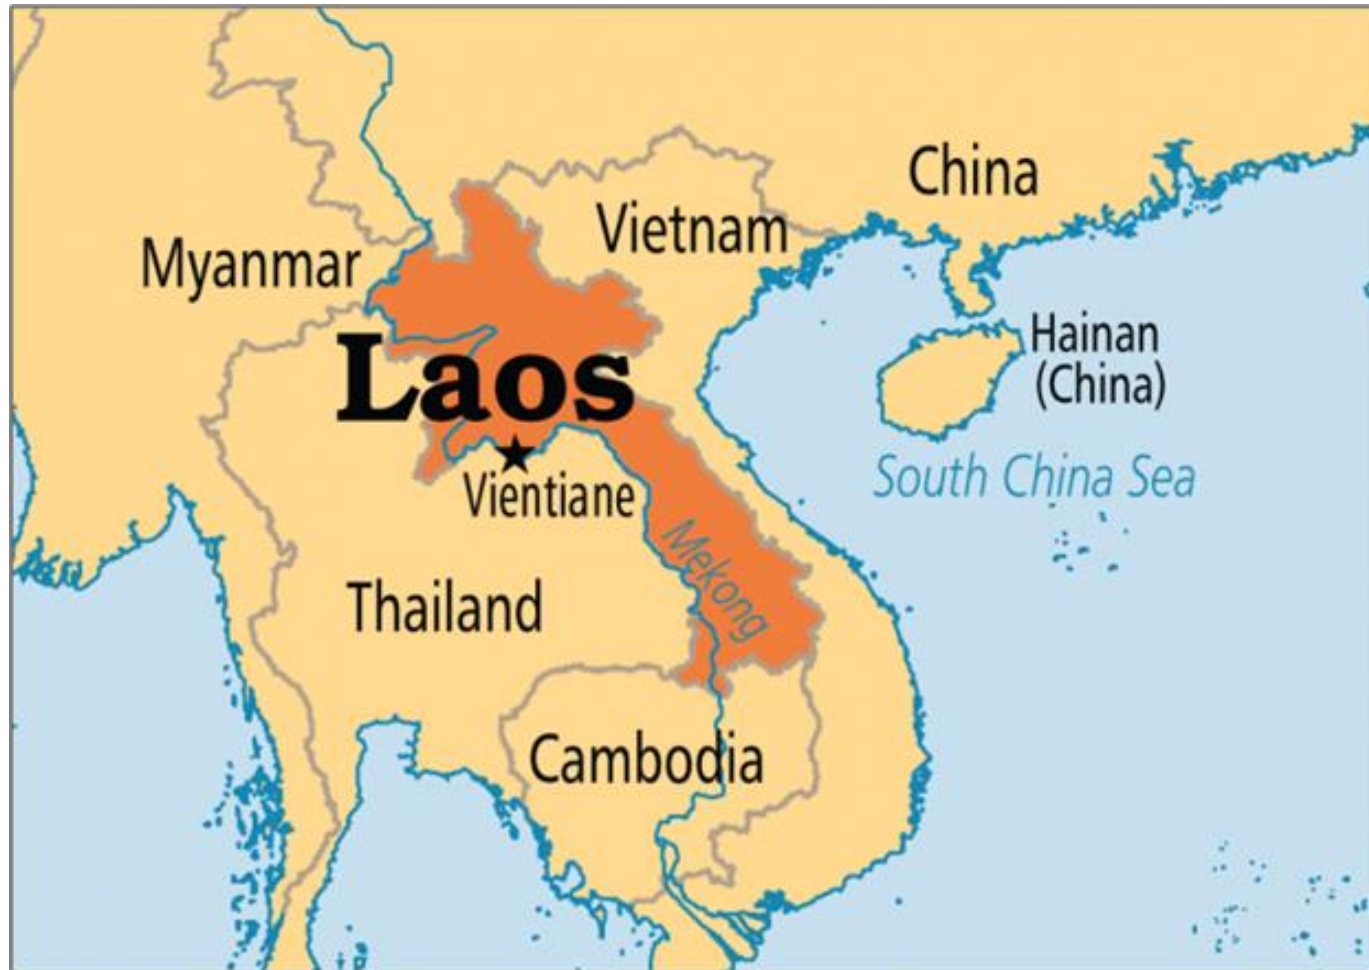 China
Vietnam
Myanmar
Hainan
(China)
Laos
South China Sea
Vientiane
Mekong
Thailand
Cambodia